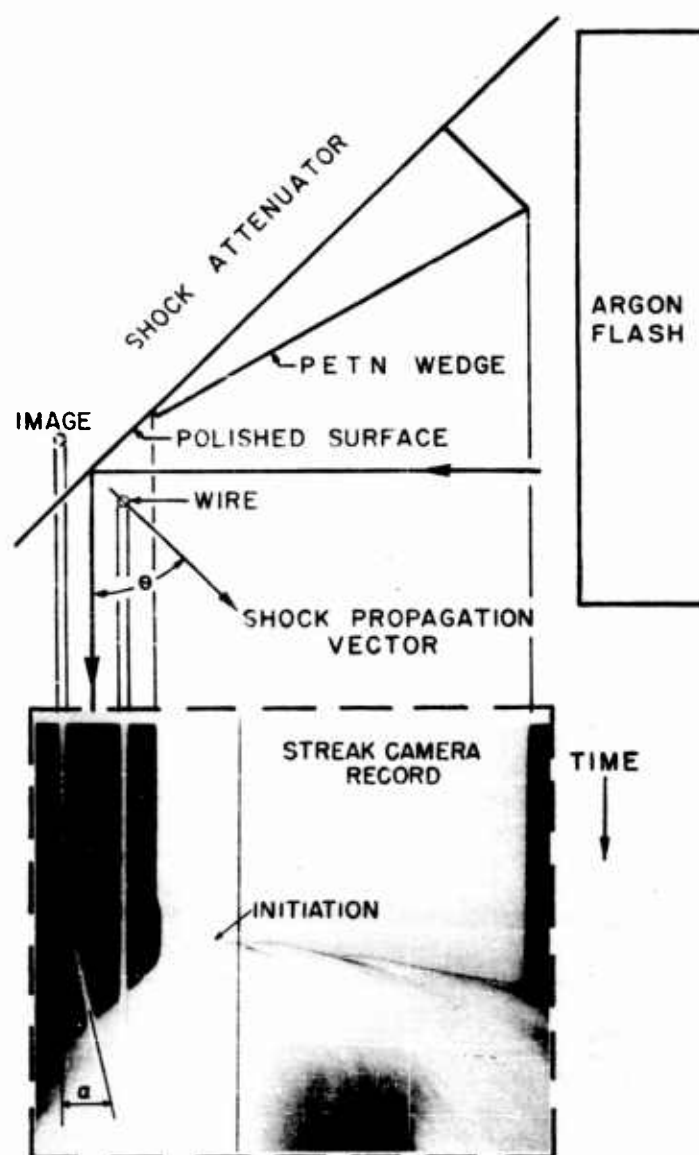 SHOCK ATTENUATOR
ARGON
FLASH
PETN WEDGE
IMAGE
POLISHED SURFACE
WIRE
θ
SHOCK PROPAGATION
VECTOR
STREAK CAMERA
RECORD
TIME
INITIATION
α